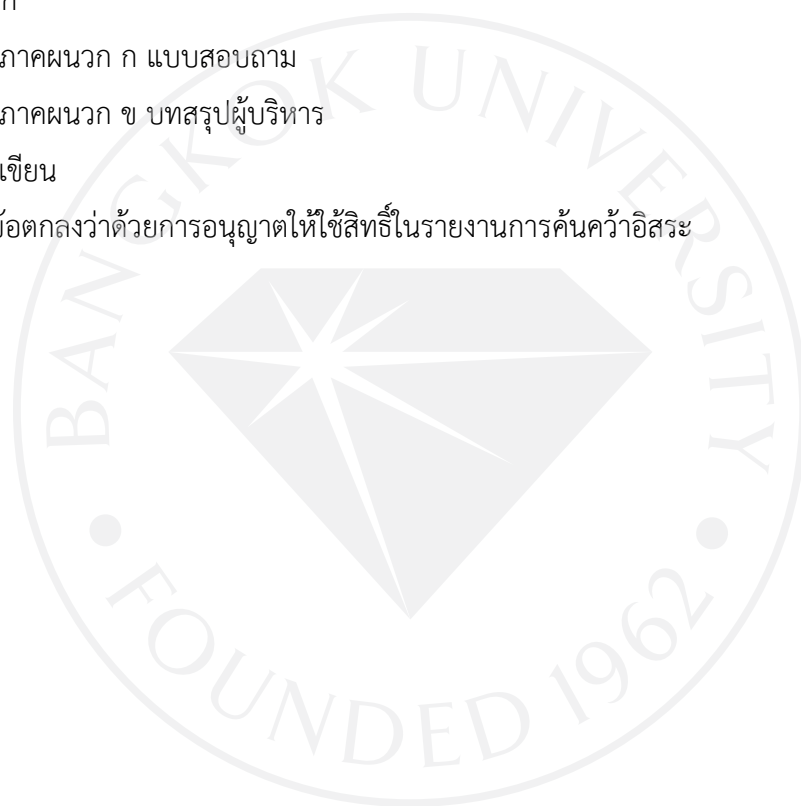 ก
ภาคผนวก ก แบบสอบถาม
ภาคผนวก ข บทสรุปผู้บริหาร
เขียน
ข้อตกลงว่าด้วยการอนุญาตให้ใช้สิทธิ์ในรายงานการค้นคว้าอิสระ
BANGKOK UNIVERSITY
FOUNDED 1962